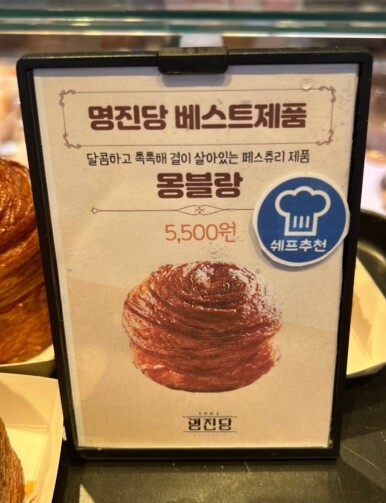 명진당 베스트제품
달콤하고 촉촉해 결이 살아있는 페스츄리 제품
몽블랑
5,500원
쉐프추천
명진당